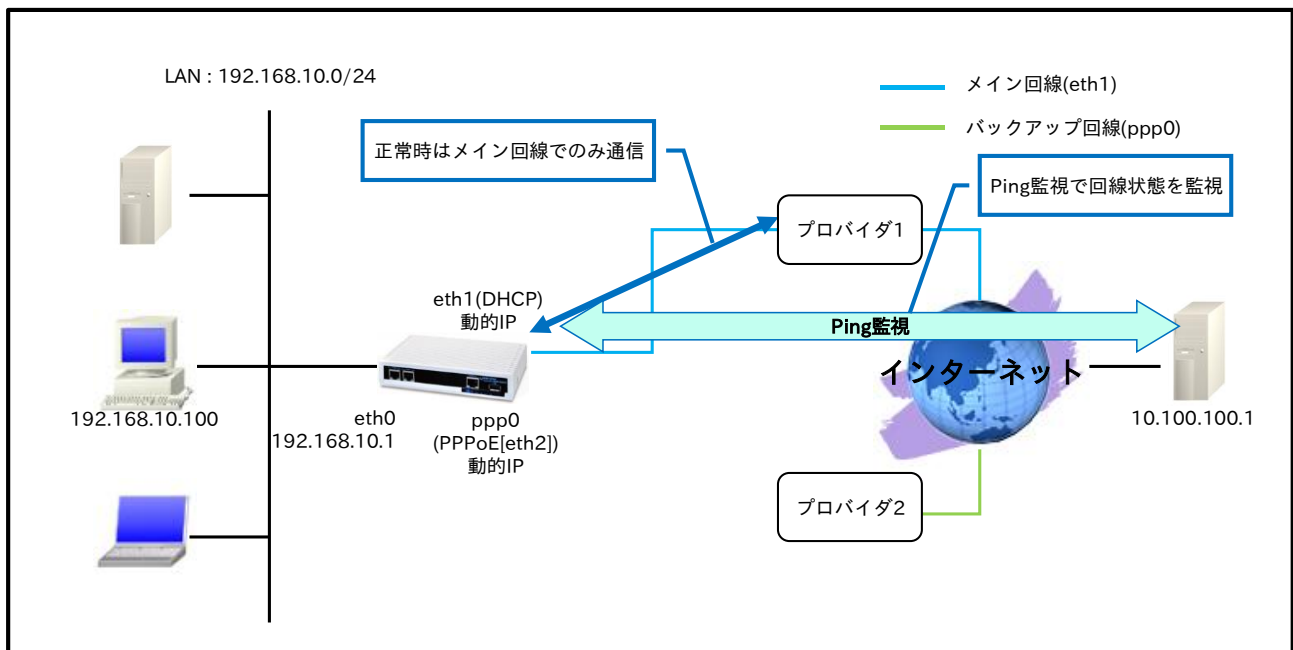 LAN : 192.168.10.0/24
メイン回線(eth1)
バックアップ回線(ppp0)
正常時はメイン回線でのみ通信
Ping監視で回線状態を監視
プロバイダ1
eth1(DHCP)
動的IP
Ping監視
インターネット
192.168.10.100
eth0
192.168.10.1
ppp0
(PPPoE[eth2])
動的IP
10.100.100.1
プロバイダ2